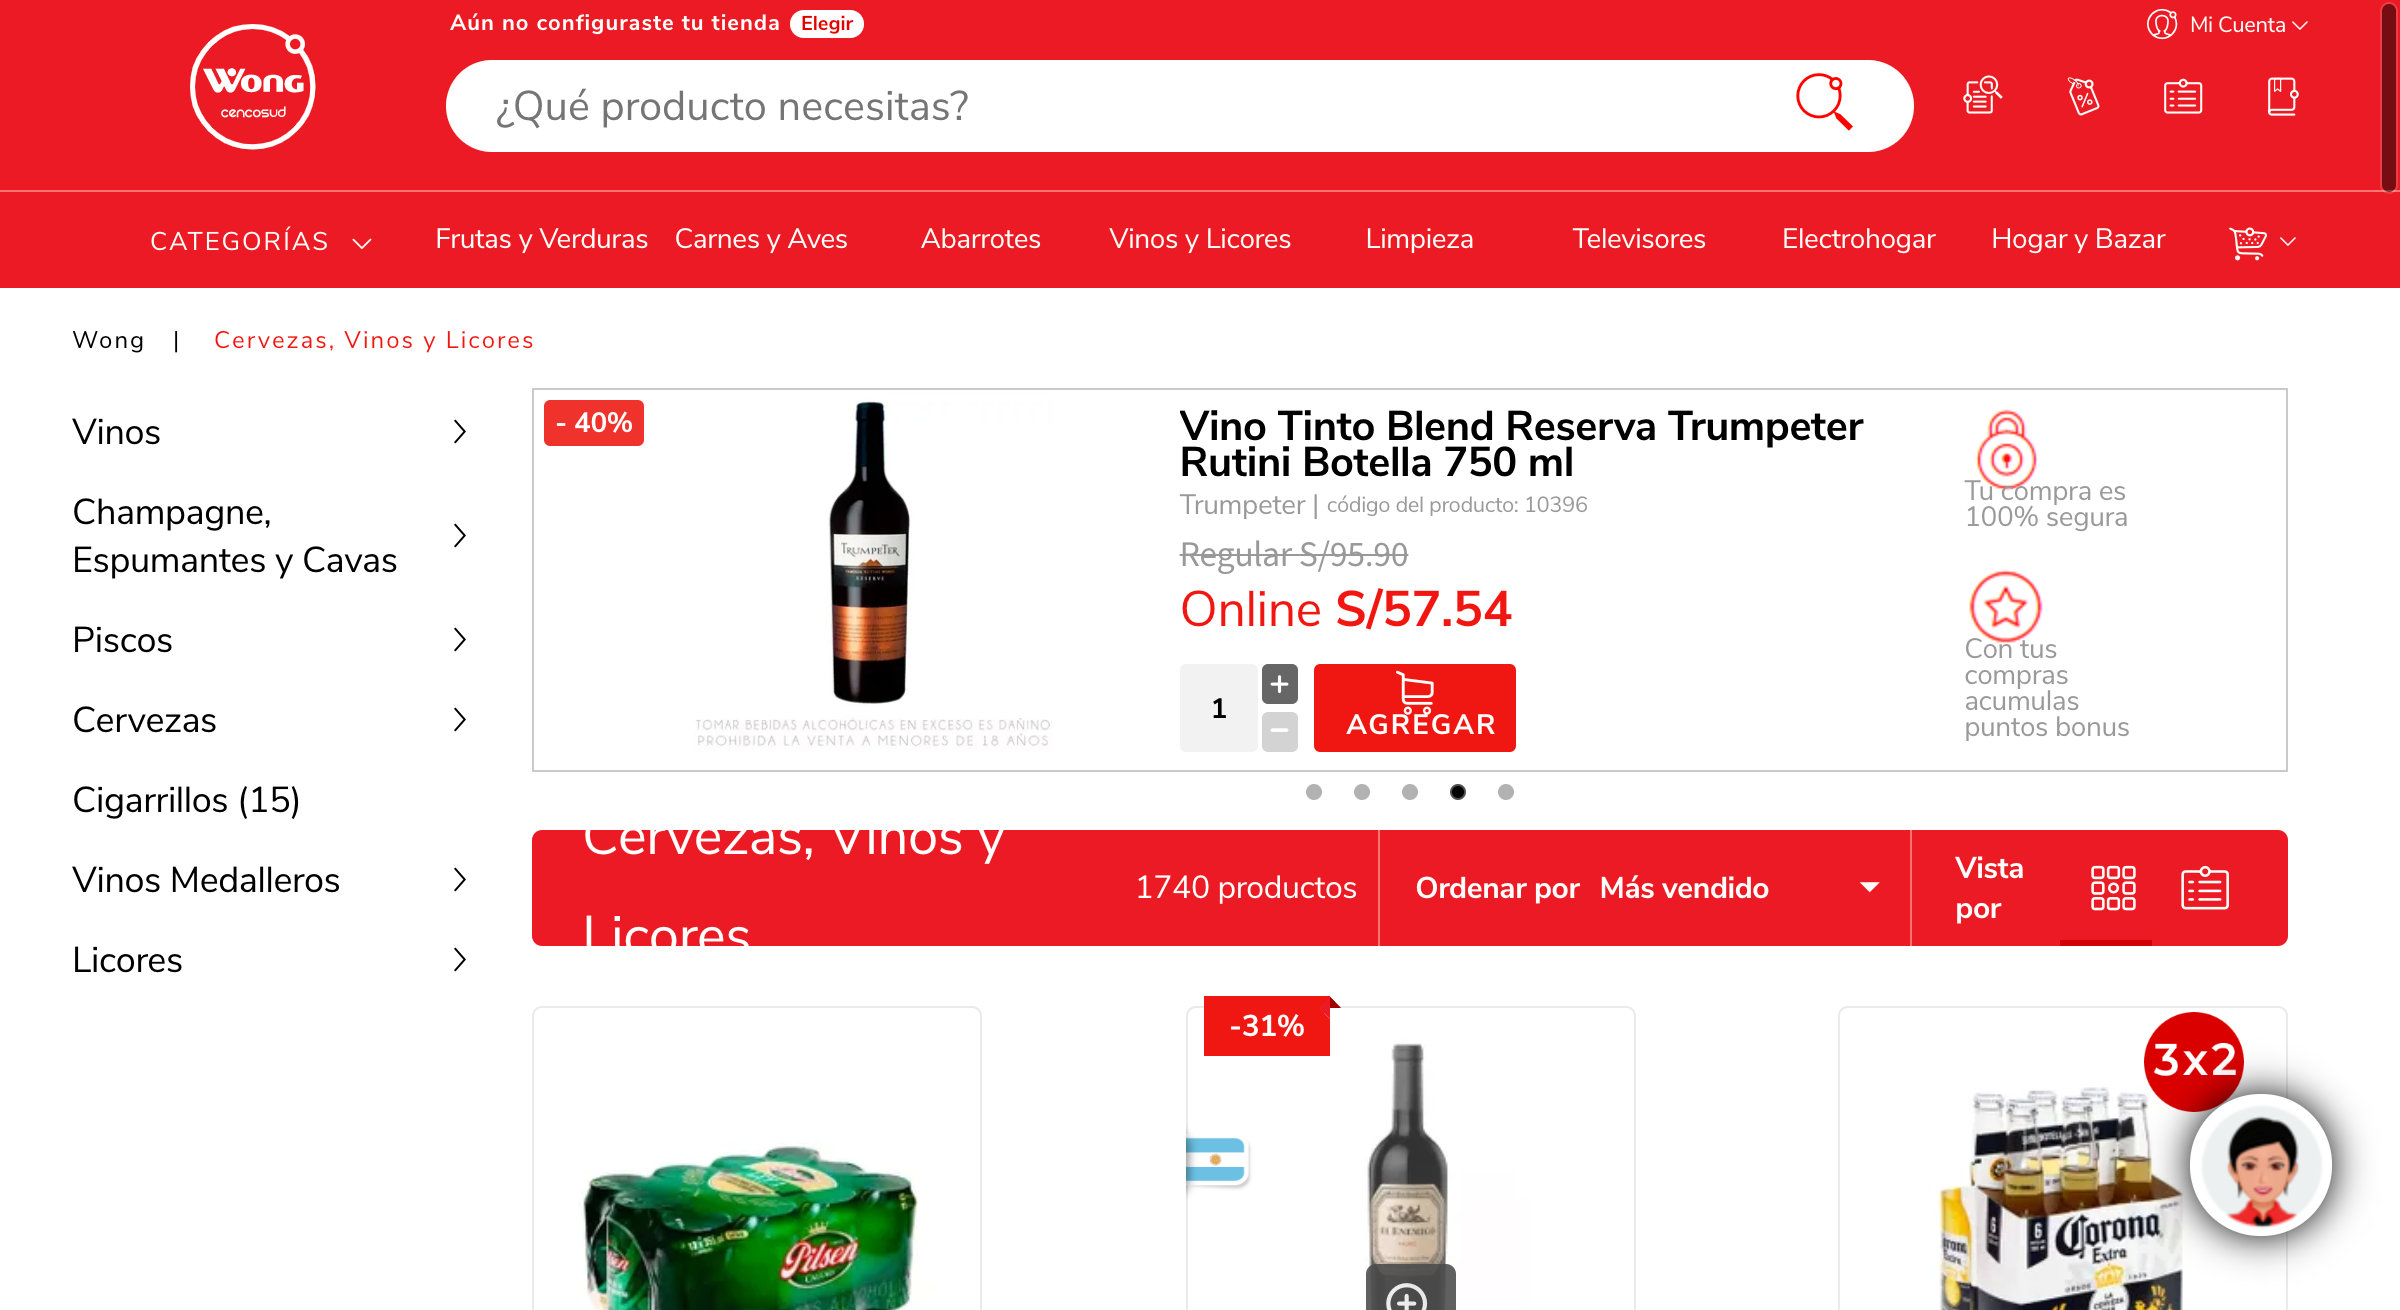 Aún no configuraste tu tienda Elegir
Mi Cuenta
Wong
cencosud
¿Qué producto necesitas?
CATEGORÍAS
Frutas y Verduras
Carnes y Aves
Abarrotes
Vinos y Licores
Limpieza
Televisores
Electrohogar
Hogar y Bazar
Wong | Cervezas, Vinos y Licores
Vinos
Champagne,
Espumantes y Cavas
Piscos
Cervezas
Cigarrillos (15)
Vinos Medalleros
Licores
- 40%
TRUMPETER
RESERVE
TOMAR BEBIDAS ALCOHÓLICAS EN EXCESO ES DAÑINO
PROHIBIDA LA VENTA A MENORES DE 18 AÑOS
Vino Tinto Blend Reserva Trumpeter
Rutini Botella 750 ml
Trumpeter | código del producto: 10396
Regular S/95.90
Online S/57.54
1
+
−
AGREGAR
Tu compra es
100% segura
Con tus
compras
acumulas
puntos bonus
Cervezas, Vinos y
Licores
1740 productos
Ordenar por Más vendido
Vista
por
-31%
3x2
Pilsen
CALLAO
EL ENEMIGO
6
Corona
Extra